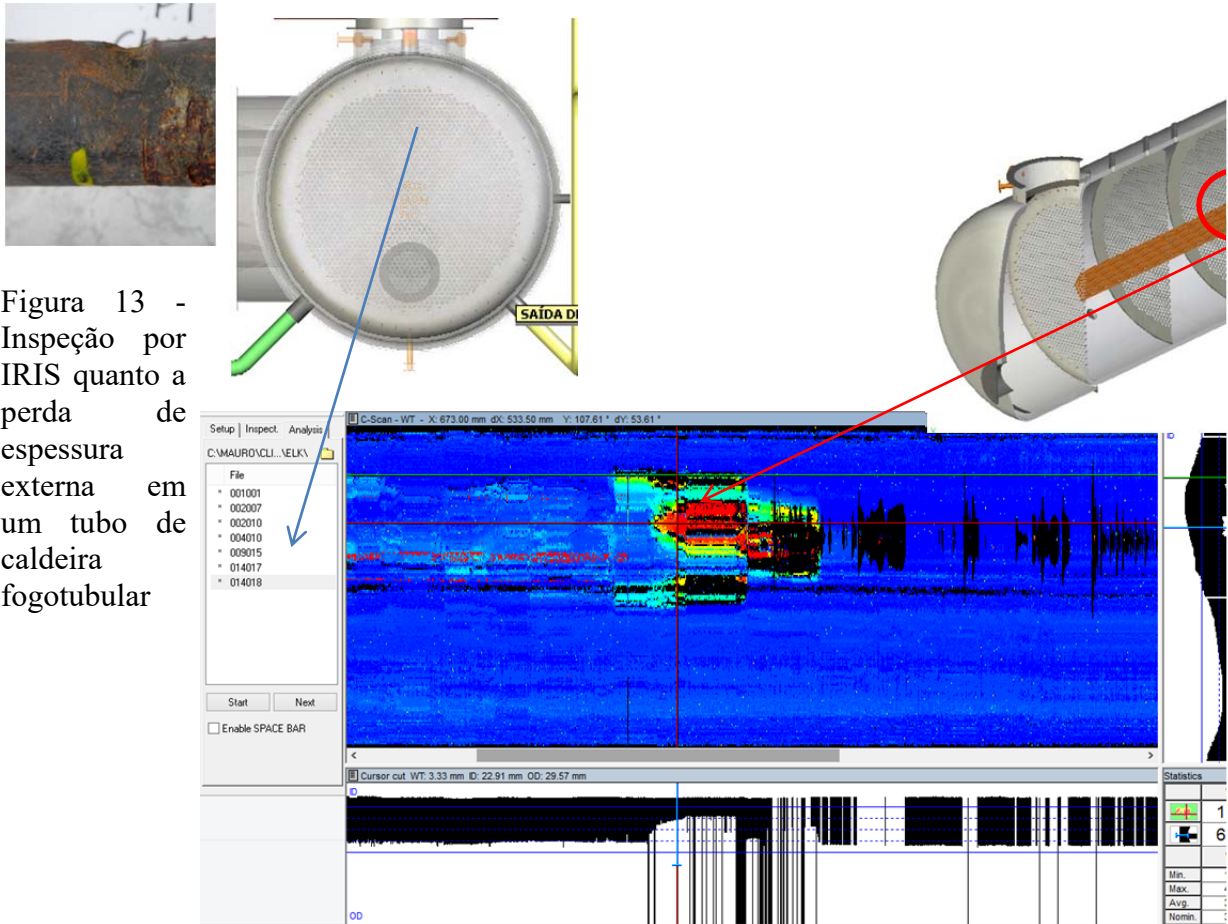 SAÍDA D
Figura 13 -
Inspeção por
IRIS quanto a
perda de
espessura
externa em
um tubo de
caldeira
fogotubular
Setup | Inspect. Analysis
C:\MAURO\CLI...\ELK\
File
001001
002007
002010
004010
009015
014017
014018
Start Next
Enable SPACE BAR
C-Scan - WT - X: 673.00 mm dX: 533.50 mm Y: 107.61 ° dY: 53.61 °
ID
Cursor cut WT: 3.33 mm ID: 22.91 mm OD: 29.57 mm
ID
OD
Statistics
1
6
Min.
Max.
Avg.
Nomin.